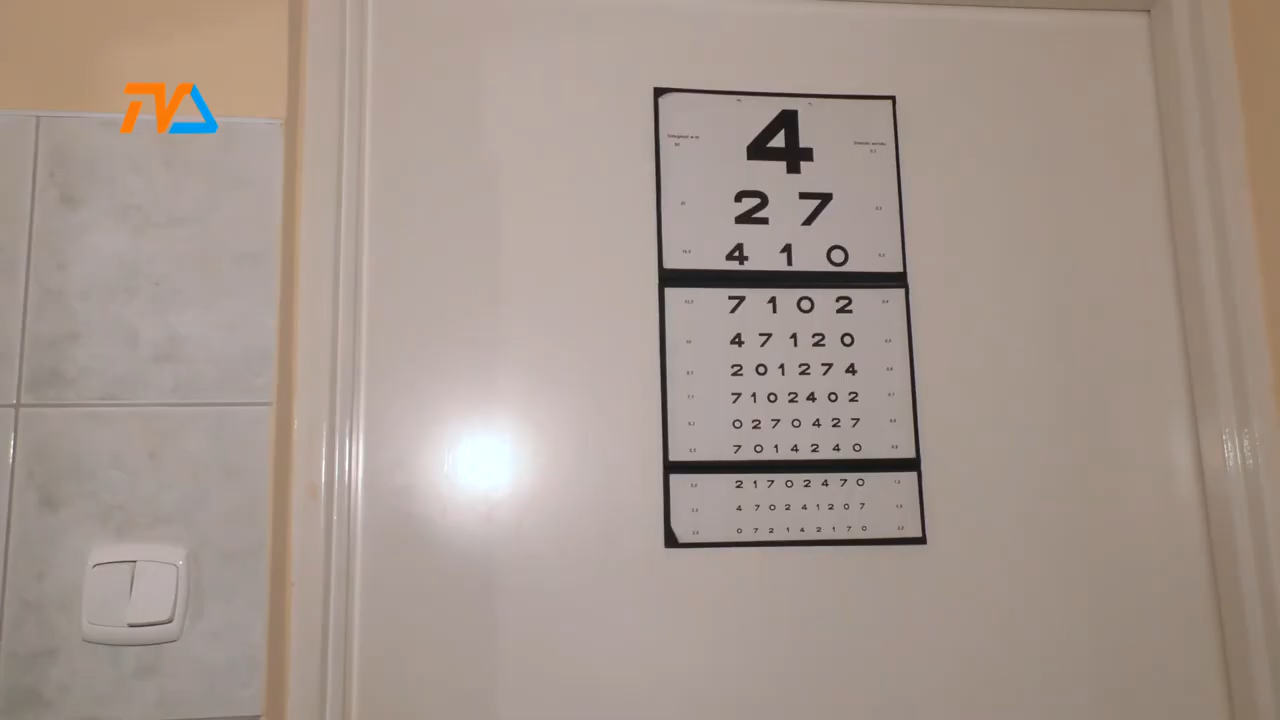 TVA
4
2 7
4 1 0
7 1 0 2
4 7 1 2 0
2 0 1 2 7 4
7 1 0 2 4 0 2
0 2 7 0 4 2 7
7 0 1 4 2 4 0
2 1 7 0 2 4 7 0
4 7 0 2 4 1 2 0 7
0 7 2 1 4 2 1 7 0